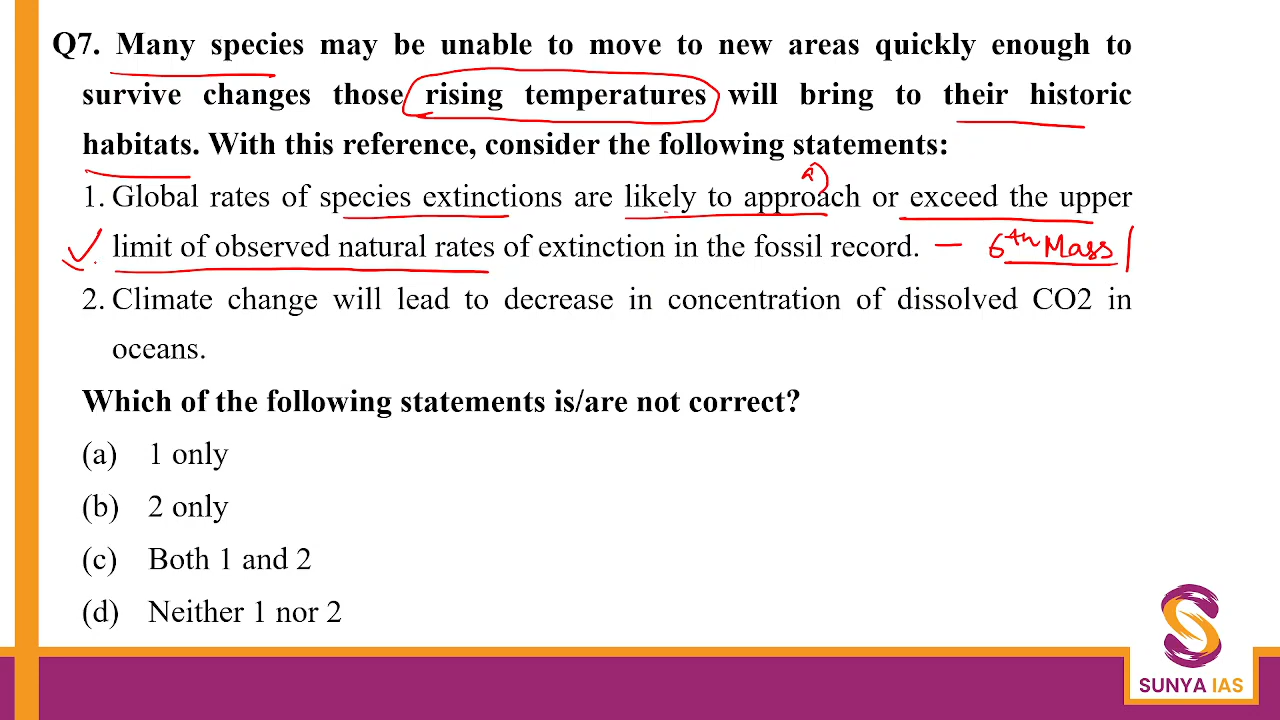 Q7. Many species may be unable to move to new areas quickly enough to
survive changes those rising temperatures will bring to their historic
habitats. With this reference, consider the following statements:
1. Global rates of species extinctions are likely to approach or exceed the upper
limit of observed natural rates of extinction in the fossil record. – 6th Mass
2. Climate change will lead to decrease in concentration of dissolved CO2 in
oceans.
Which of the following statements is/are not correct?
(a) 1 only
(b) 2 only
(c) Both 1 and 2
(d) Neither 1 nor 2
SUNYA IAS